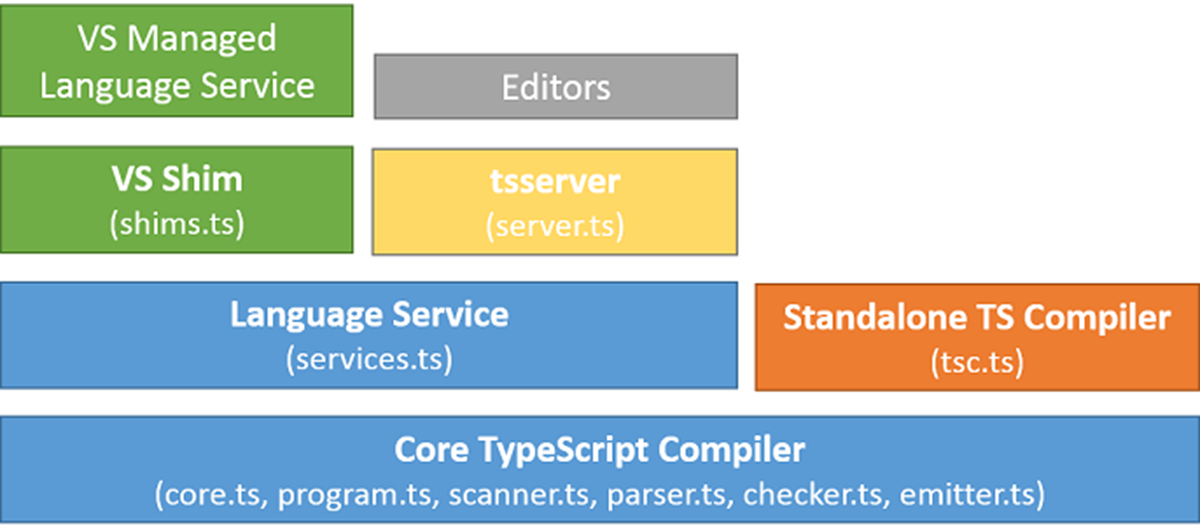 VS Managed
Language Service
Editors
VS Shim
(shims.ts)
tsserver
(server.ts)
Language Service
(services.ts)
Standalone TS Compiler
(tsc.ts)
Core TypeScript Compiler
(core.ts, program.ts, scanner.ts, parser.ts, checker.ts, emitter.ts)